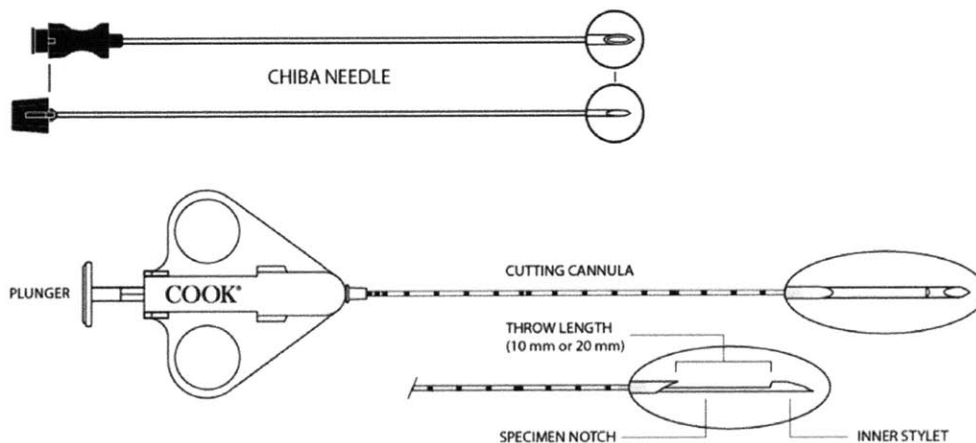 CHIBA NEEDLE
PLUNGER
COOK®
CUTTING CANNULA
THROW LENGTH
(10 mm or 20 mm)
SPECIMEN NOTCH
INNER STYLET